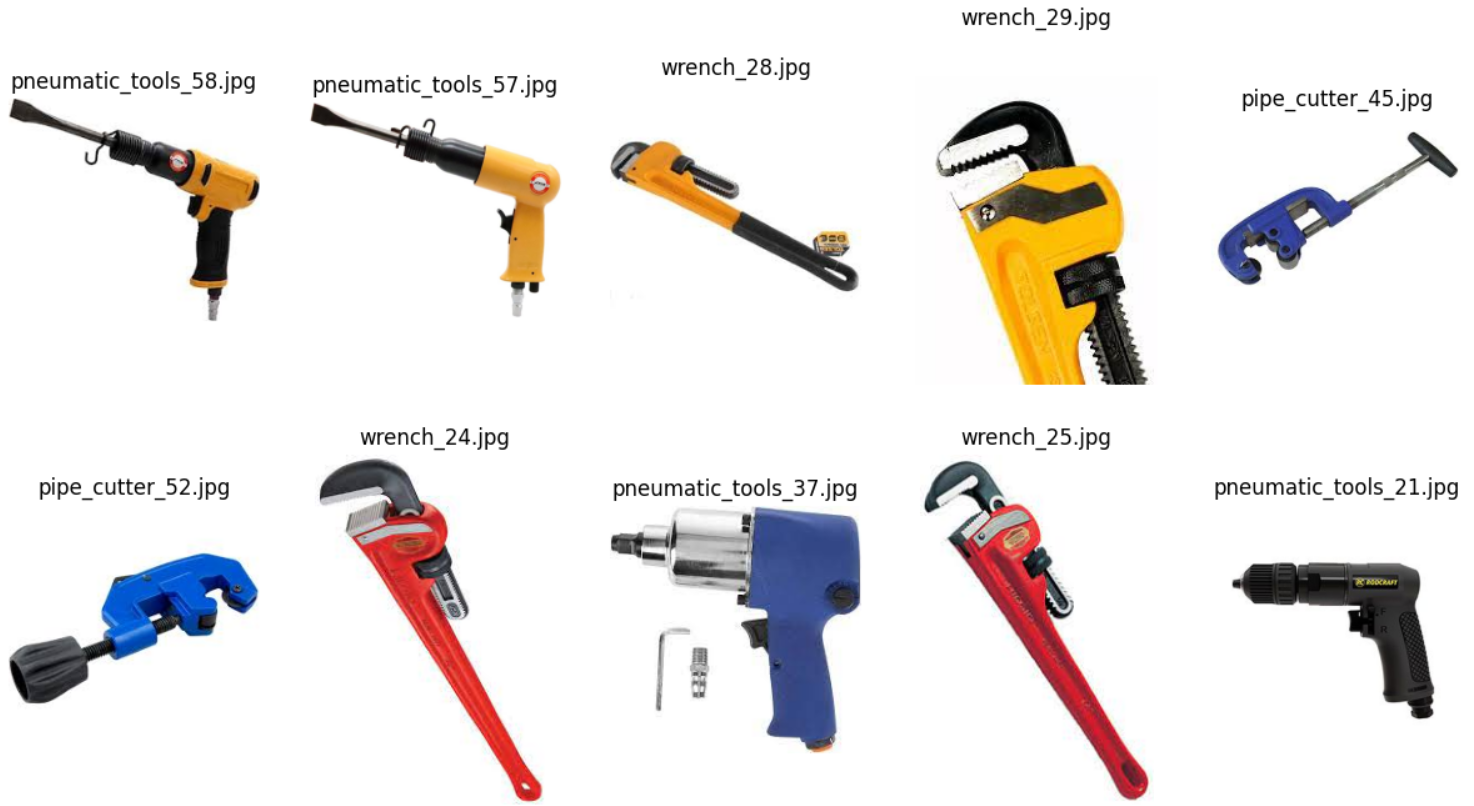 wrench_29.jpg
pneumatic_tools_58.jpg
pneumatic_tools_57.jpg
wrench_28.jpg
pipe_cutter_45.jpg
wrench_24.jpg
wrench_25.jpg
pipe_cutter_52.jpg
pneumatic_tools_37.jpg
pneumatic_tools_21.jpg
RC RODCRAFT
F
R